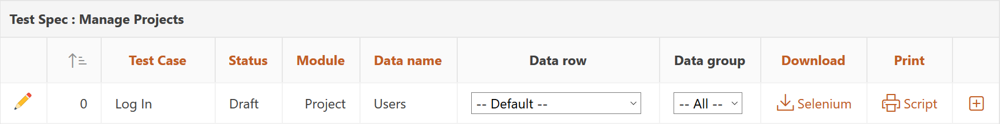 Test Spec : Manage Projects
Test Case Status Module Data name Data row Data group Download Print
0 Log In Draft Project Users -- Default -- -- All -- Selenium Script